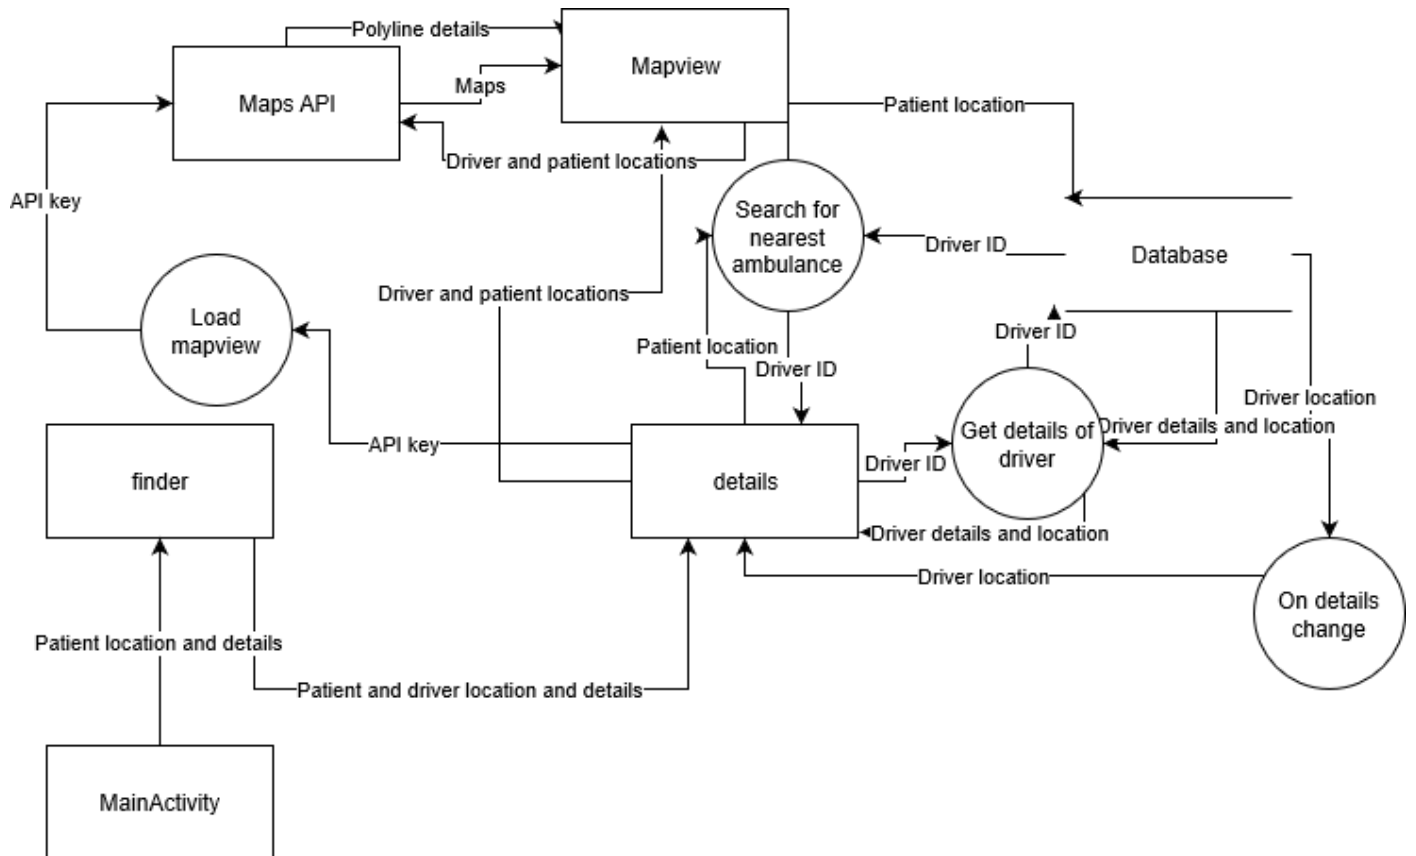 Polyline details
Mapview
Maps
Maps API
Patient location
Driver and patient locations
API key
Search for
nearest
ambulance
Driver ID
Database
Driver and patient locations
Load
mapview
Driver ID
Patient location
Driver ID
Driver location
Driver details and location
Get details of
driver
API key
Driver ID
finder
details
Driver details and location
Driver location
On details
change
Patient location and details
Patient and driver location and details
MainActivity